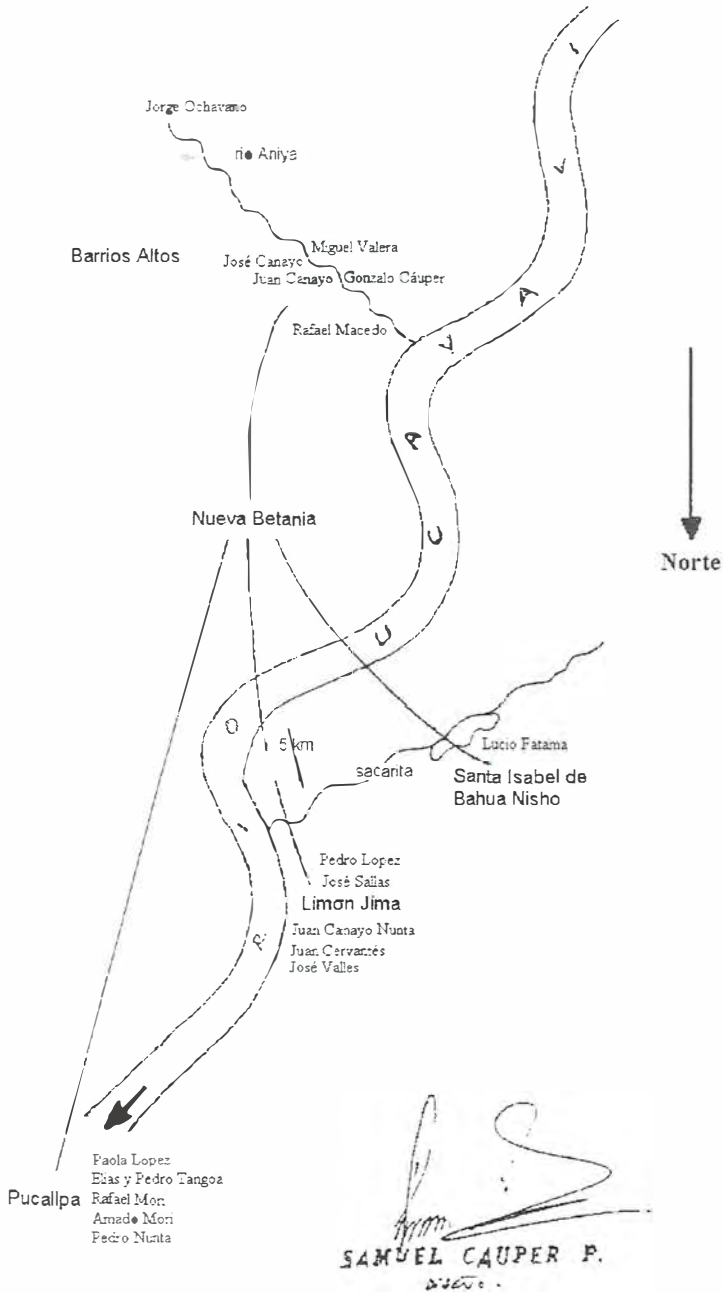 Jorge Ochavano
rio Aniya
Barrios Altos
Miguel Valera
José Canayo
Juan Canayo
Gonzalo Cáuper
Rafael Macedo
RIO UCAYALI
Nueva Betania
Norte
5 km
sacarita
Lucio Fatama
Santa Isabel de
Bahua Nisho
Pedro Lopez
José Sallas
Limon Jima
Juan Canayo Nunta
Juan Cervantés
José Valles
Pucallpa
Paola Lopez
Elias y Pedro Tangoa
Rafael Mori
Amado Mori
Pedro Nunta
SAMUEL CAUPER P.